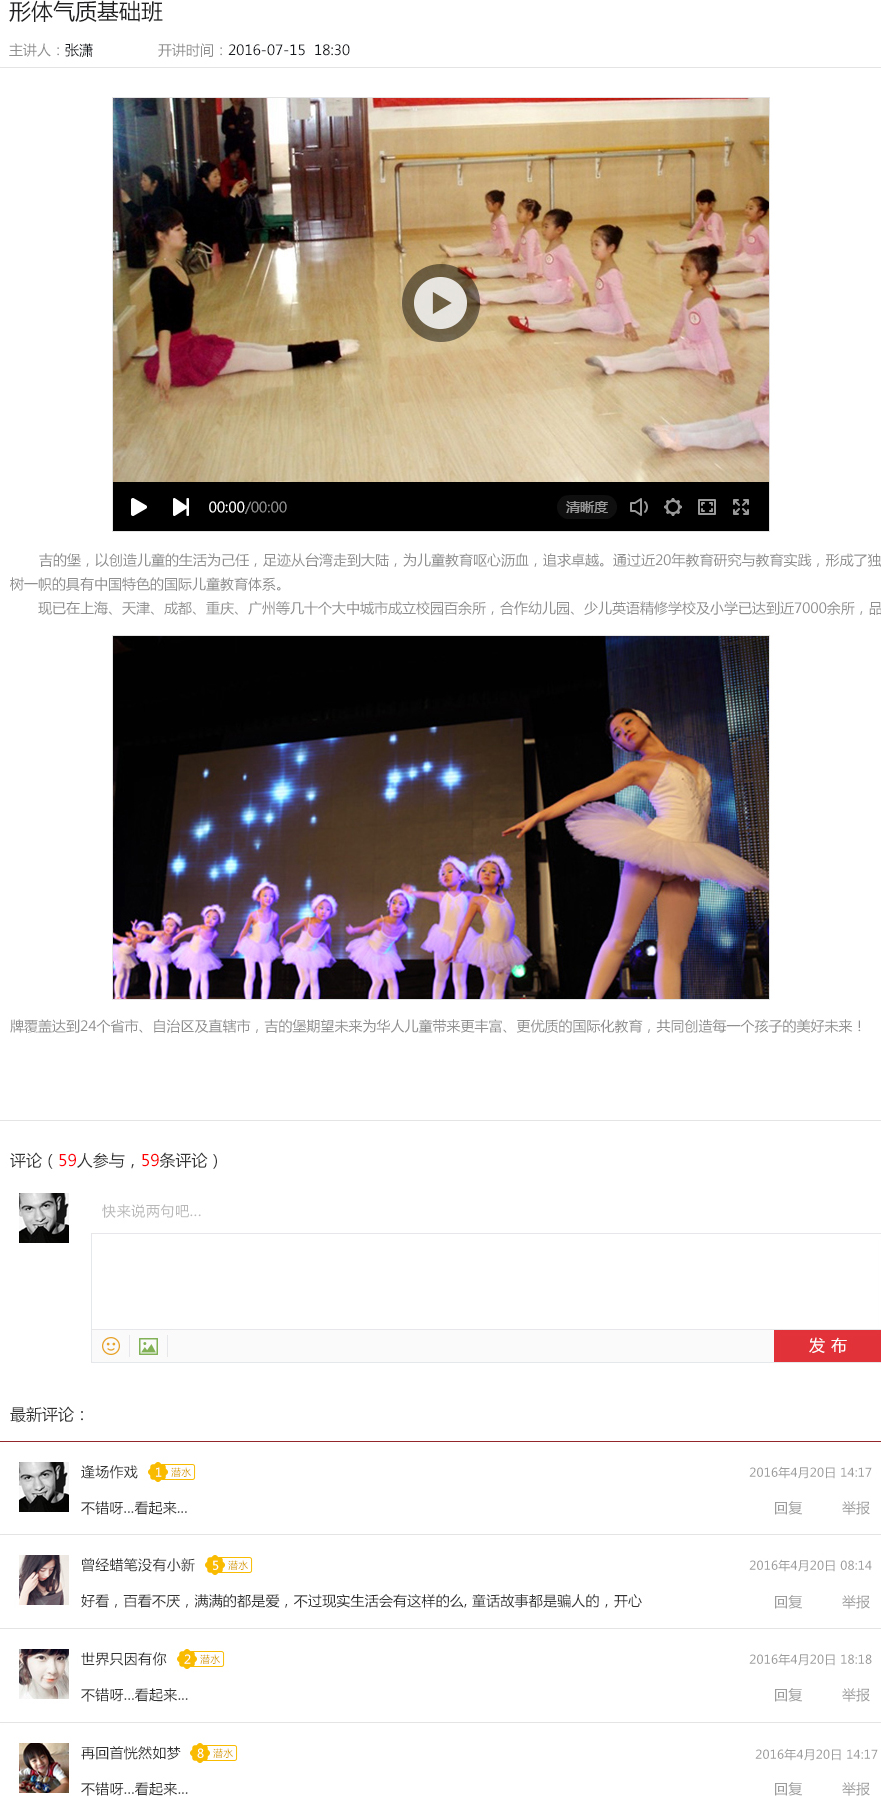 形体气质基础班
主讲人：张潇 开讲时间：2016-07-15 18:30
00:00/00:00 清晰度
吉的堡，以创造儿童的生活为己任，足迹从台湾走到大陆，为儿童教育呕心沥血，追求卓越。通过近20年教育研究与教育实践，形成了独
树一帜的具有中国特色的国际儿童教育体系。
现已在上海、天津、成都、重庆、广州等几十个大中城市成立校园百余所，合作幼儿园、少儿英语精修学校及小学已达到近7000余所，品
牌覆盖达到24个省市、自治区及直辖市，吉的堡期望未来为华人儿童带来更丰富、更优质的国际化教育，共同创造每一个孩子的美好未来！
评论（59人参与，59条评论）
快来说两句吧...
发 布
最新评论：
逢场作戏 1 潜水 2016年4月20日 14:17
不错呀...看起来... 回复 举报
曾经蜡笔没有小新 5 潜水 2016年4月20日 08:14
好看，百看不厌，满满的都是爱，不过现实生活会有这样的么, 童话故事都是骗人的，开心 回复 举报
世界只因有你 2 潜水 2016年4月20日 18:18
不错呀...看起来... 回复 举报
再回首恍然如梦 8 潜水 2016年4月20日 14:17
不错呀...看起来... 回复 举报